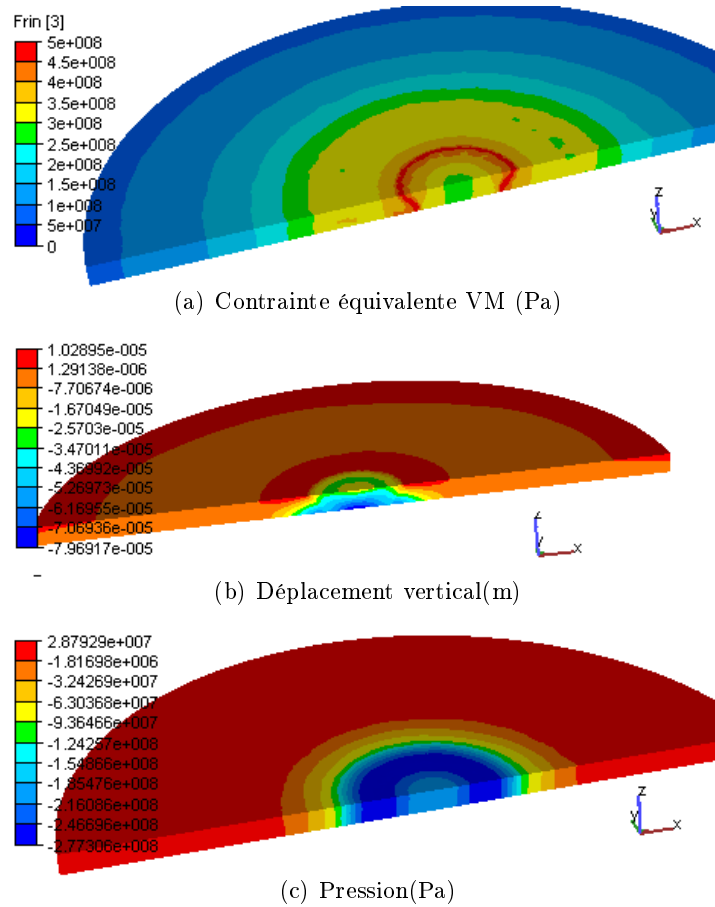 Frin [3]
5e+008
4.5e+008
4e+008
3.5e+008
3e+008
2.5e+008
2e+008
1.5e+008
1e+008
5e+007
0
z
y
x
(a) Contrainte équivalente VM (Pa)
1.02895e-005
1.29138e-006
-7.70674e-006
-1.67049e-005
-2.5703e-005
-3.47011e-005
-4.36992e-005
-5.26973e-005
-6.16955e-005
-7.06936e-005
-7.96917e-005
z
y
x
(b) Déplacement vertical(m)
2.87929e+007
-1.81698e+006
-3.24269e+007
-6.30368e+007
-9.36466e+007
-1.24257e+008
-1.54866e+008
-1.85476e+008
-2.16086e+008
-2.46696e+008
-2.77306e+008
z
y
x
(c) Pression(Pa)